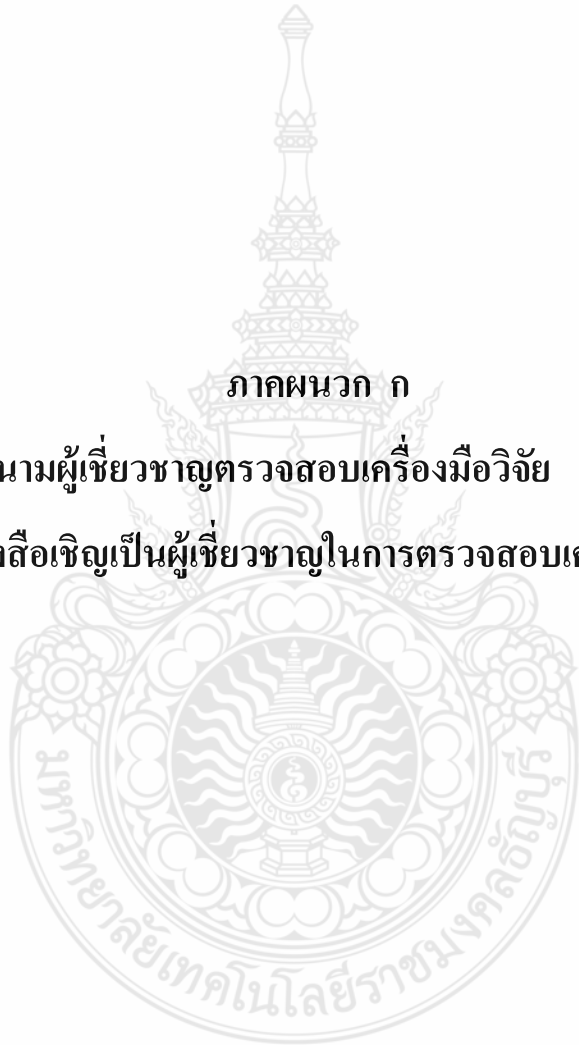 ภาคผนวก ก
นามผู้เชี่ยวชาญตรวจสอบเครื่องมือวิจัย
สือเชิญเป็นผู้เชี่ยวชาญในการตรวจสอบเค
มหาวิทยาลัยเทคโนโลยีราชมงคลธัญบุรี